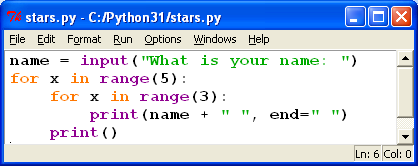 stars.py - C:/Python31/stars.py
File Edit Format Run Options Windows Help
name = input("What is your name: ")
for x in range(5):
    for x in range(3):
        print(name + " ", end=" ")
    print()
Ln: 6 Col: 0